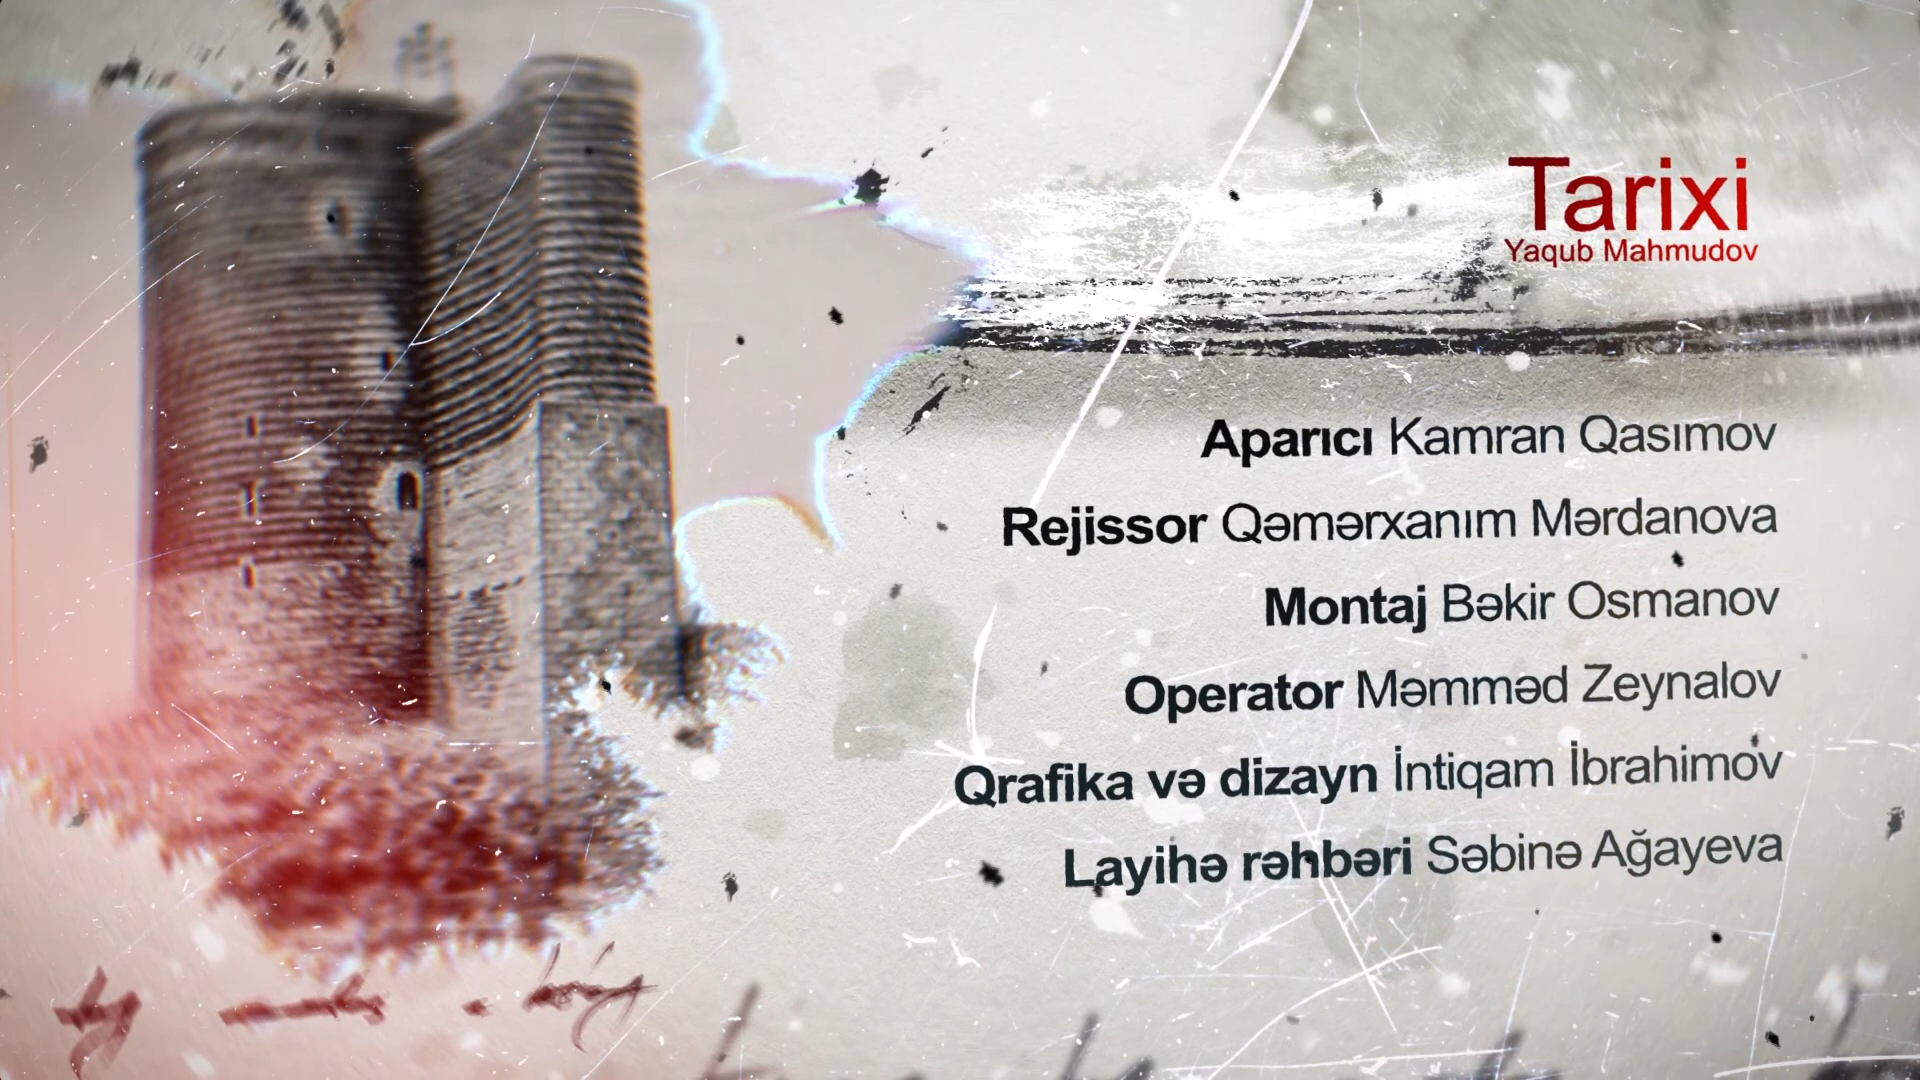 Tarixi
Yaqub Mahmudov
Aparıcı Kamran Qasımov
Rejissor Qəmərxanım Mərdanova
Montaj Bəkir Osmanov
Operator Məmməd Zeynalov
Qrafika və dizayn İntiqam İbrahimov
Layihə rəhbəri Səbinə Ağayeva